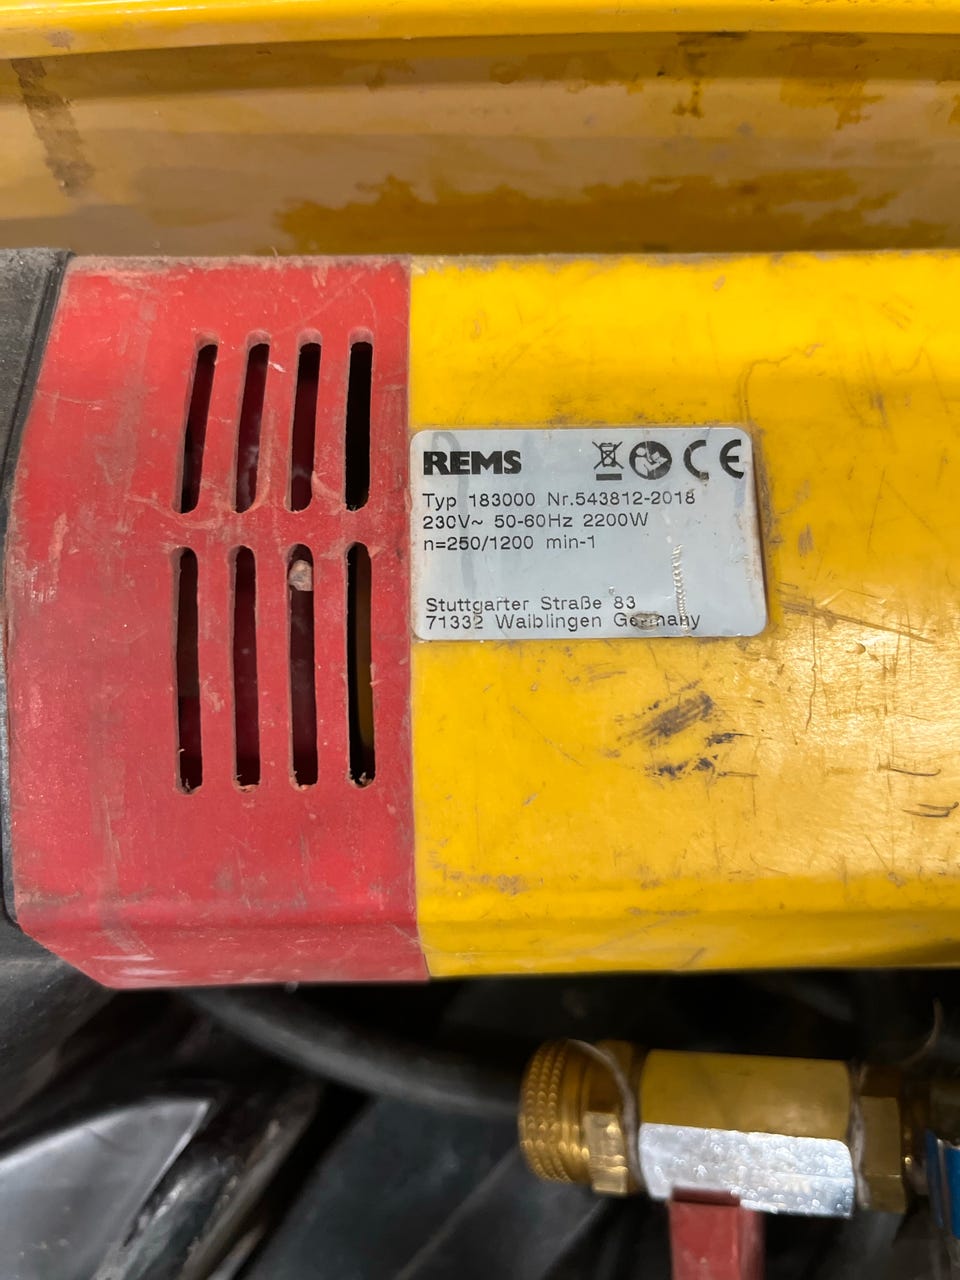 REMS
CE
Typ 183000 Nr.543812-2018
230V~ 50-60Hz 2200W
n=250/1200 min-1
Stuttgarter Straße 83
71332 Waiblingen Germany